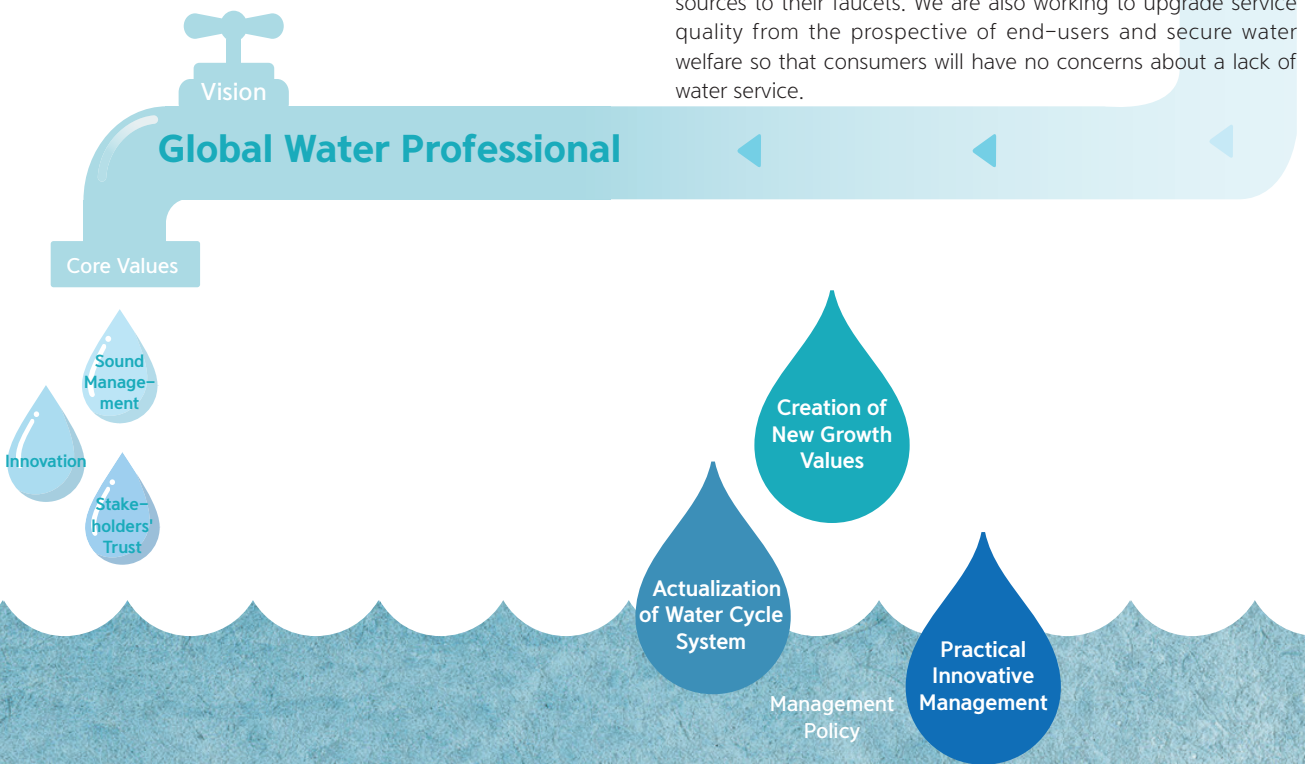 sources to their faucets. We are also working to upgrade service
quality from the prospective of end-users and secure water
welfare so that consumers will have no concerns about a lack of
water service.
Vision
Global Water Professional
Core Values
Sound
Manage-
ment
Innovation
Stake-
holders'
Trust
Creation of
New Growth
Values
Actualization
of Water Cycle
System
Practical
Innovative
Management
Management
Policy